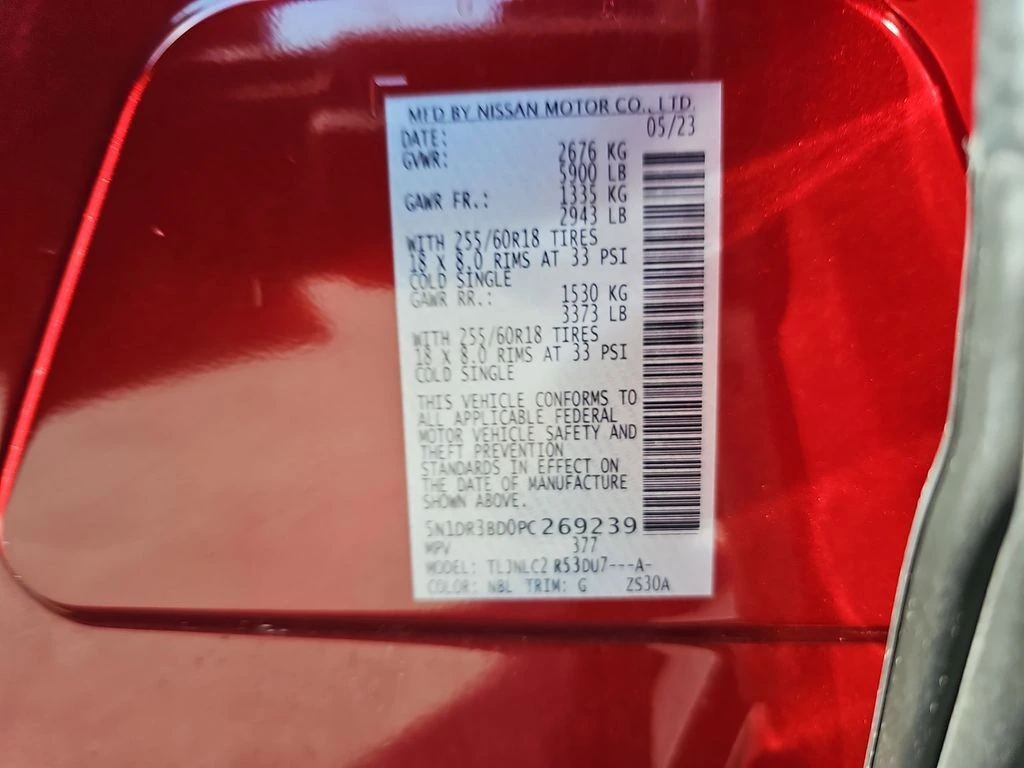 MFD BY NISSAN MOTOR CO., LTD.
DATE: 05/23
GVWR: 2676 KG
5900 LB
GAWR FR.: 1335 KG
2943 LB
WITH 255/60R18 TIRES
18 X 8.0 RIMS AT 33 PSI
COLD SINGLE
GAWR RR.: 1530 KG
3373 LB
WITH 255/60R18 TIRES
18 X 8.0 RIMS AT 33 PSI
COLD SINGLE
THIS VEHICLE CONFORMS TO
ALL APPLICABLE FEDERAL
MOTOR VEHICLE SAFETY AND
THEFT PREVENTION
STANDARDS IN EFFECT ON
THE DATE OF MANUFACTURE
SHOWN ABOVE.
5N1DR3BD0PC269239
MPV 377
MODEL: TLJNLC2 R53DU7---A-
COLOR: NBL TRIM: G ZS30A